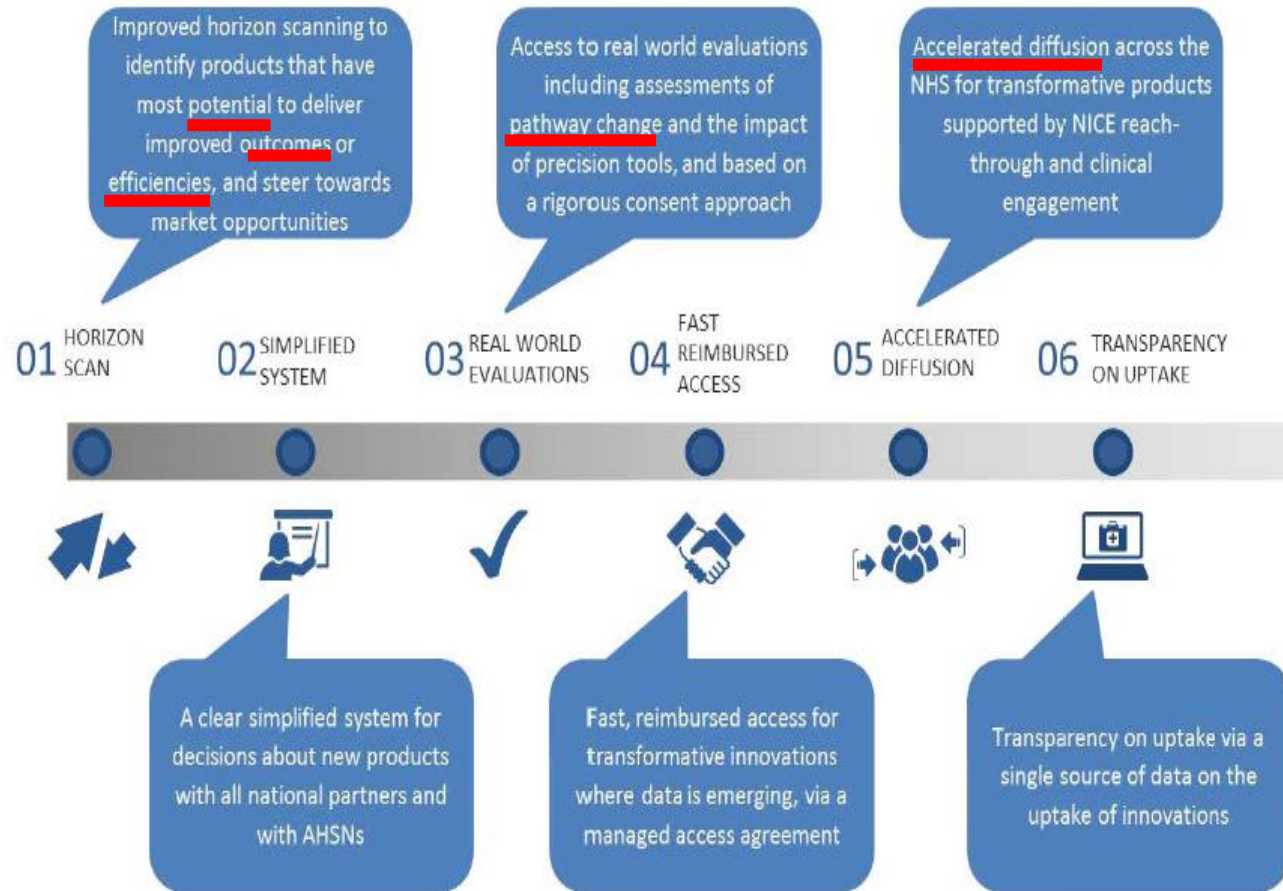 Improved horizon scanning to
identify products that have
most potential to deliver
improved outcomes or
efficiencies, and steer towards
market opportunities
Access to real world evaluations
including assessments of
pathway change and the impact
of precision tools, and based on
a rigorous consent approach
Accelerated diffusion across the
NHS for transformative products
supported by NICE reach-
through and clinical
engagement
01 HORIZON
SCAN
02 SIMPLIFIED
SYSTEM
03 REAL WORLD
EVALUATIONS
04 FAST
REIMBURSED
ACCESS
05 ACCELERATED
DIFFUSION
06 TRANSPARENCY
ON UPTAKE
A clear simplified system for
decisions about new products
with all national partners and
with AHSNs
Fast, reimbursed access for
transformative innovations
where data is emerging, via a
managed access agreement
Transparency on uptake via a
single source of data on the
uptake of innovations